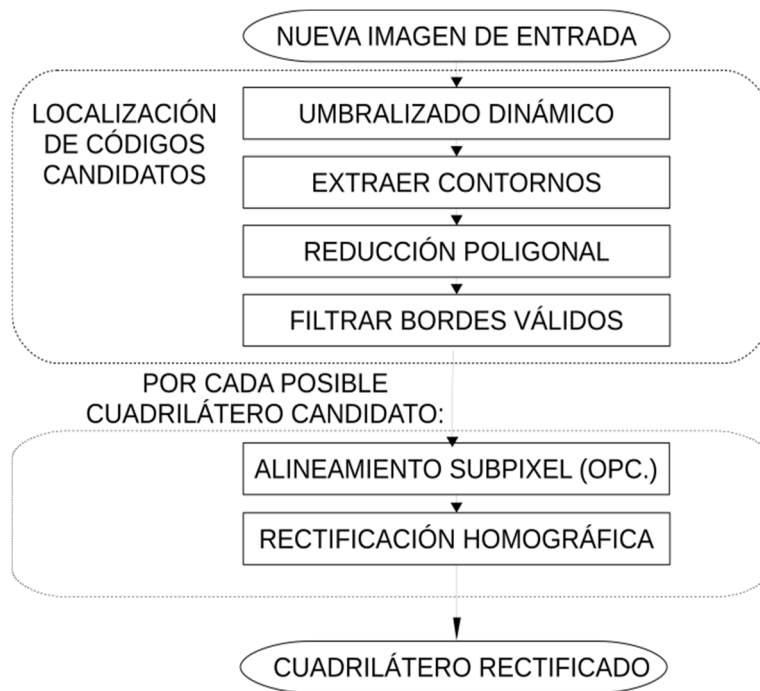 NUEVA IMAGEN DE ENTRADA
LOCALIZACIÓN
DE CÓDIGOS
CANDIDATOS
UMBRALIZADO DINÁMICO
EXTRAER CONTORNOS
REDUCCIÓN POLIGONAL
FILTRAR BORDES VÁLIDOS
POR CADA POSIBLE
CUADRILÁTERO CANDIDATO:
ALINEAMIENTO SUBPIXEL (OPC.)
RECTIFICACIÓN HOMOGRÁFICA
CUADRILÁTERO RECTIFICADO